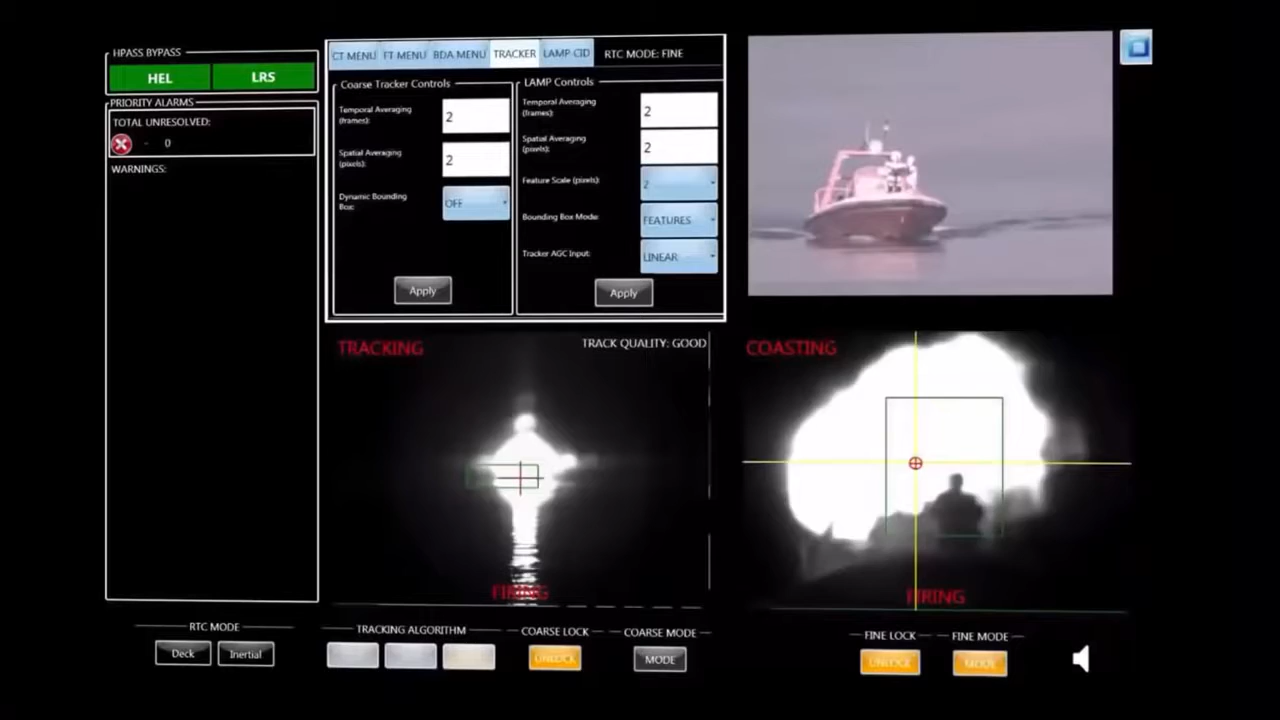 HPASS BYPASS
HEL
LRS
PRIORITY ALARMS
TOTAL UNRESOLVED:
- 0
WARNINGS:
CT MENU
FT MENU
BDA MENU
TRACKER
LAMP CID
RTC MODE: FINE
Coarse Tracker Controls
Temporal Averaging
(frames):
2
Spatial Averaging
(pixels):
2
Dynamic Bounding
Box:
OFF
Apply
LAMP Controls
Temporal Averaging
(frames):
2
Spatial Averaging
(pixels):
2
Feature Scale (pixels):
2
Bounding Box Mode:
FEATURES
Tracker AGC Input:
LINEAR
Apply
TRACKING
TRACK QUALITY: GOOD
FIRING
COASTING
FIRING
RTC MODE
Deck
Inertial
TRACKING ALGORITHM
COARSE LOCK
UNLOCK
COARSE MODE
MODE
FINE LOCK
UNLOCK
FINE MODE
MODE